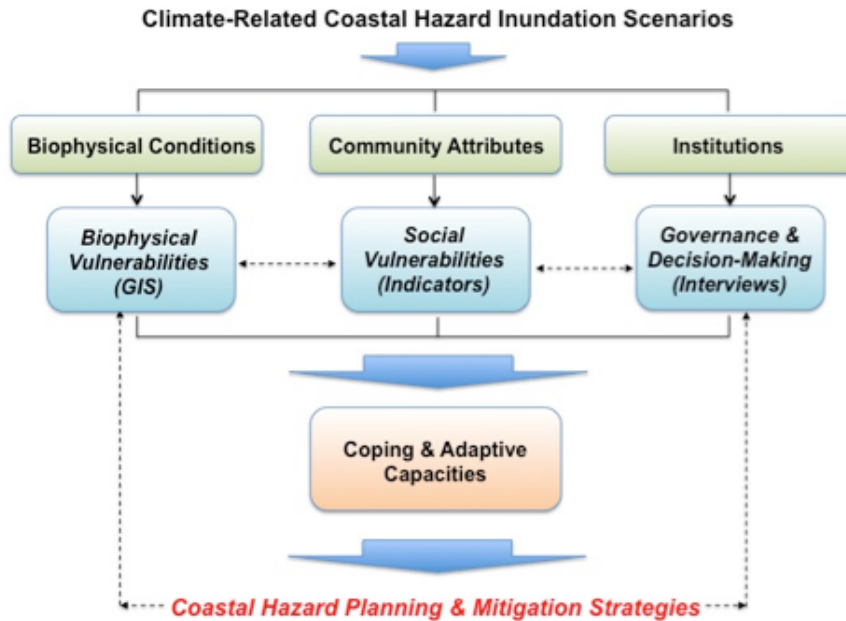 Climate-Related Coastal Hazard Inundation Scenarios
Biophysical Conditions
Community Attributes
Institutions
Biophysical
Vulnerabilities
(GIS)
Social
Vulnerabilities
(Indicators)
Governance &
Decision-Making
(Interviews)
Coping & Adaptive
Capacities
Coastal Hazard Planning & Mitigation Strategies